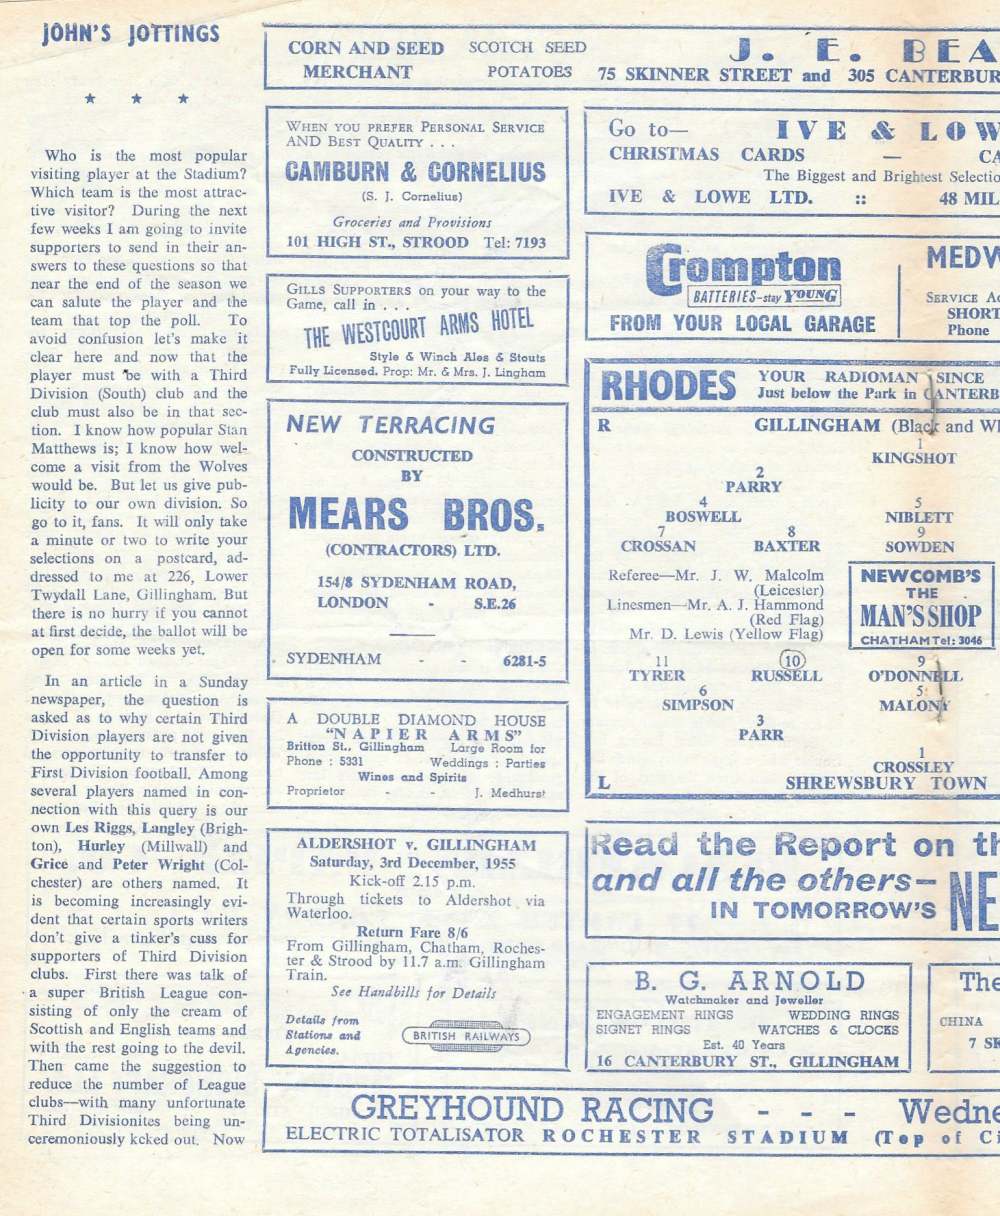 JOHN'S JOTTINGS
★ ★ ★
Who is the most popular
visiting player at the Stadium?
Which team is the most attrac-
tive visitor? During the next
few weeks I am going to invite
supporters to send in their an-
swers to these questions so that
near the end of the season we
can salute the player and the
team that top the poll. To
avoid confusion let's make it
clear here and now that the
player must be with a Third
Division (South) club and the
club must also be in that sec-
tion. I know how popular Stan
Matthews is; I know how wel-
come a visit from the Wolves
would be. But let us give pub-
licity to our own division. So
go to it, fans. It will only take
a minute or two to write your
selections on a postcard, ad-
dressed to me at 226, Lower
Twydall Lane, Gillingham. But
there is no hurry if you cannot
at first decide, the ballot will be
open for some weeks yet.
In an article in a Sunday
newspaper, the question is
asked as to why certain Third
Division players are not given
the opportunity to transfer to
First Division football. Among
several players named in con-
nection with this query is our
own Les Riggs, Langley (Brigh-
ton), Hurley (Millwall) and
Grice and Peter Wright (Col-
chester) are others named. It
is becoming increasingly evi-
dent that certain sports writers
don't give a tinker's cuss for
supporters of Third Division
clubs. First there was talk of
a super British League con-
sisting of only the cream of
Scottish and English teams and
with the rest going to the devil.
Then came the suggestion to
reduce the number of League
clubs—with many unfortunate
Third Divisionites being un-
ceremoniously kcked out. Now
CORN AND SEED SCOTCH SEED J. E. BEA
MERCHANT POTATOES 75 SKINNER STREET and 305 CANTERBUR
WHEN YOU PREFER PERSONAL SERVICE
AND BEST QUALITY . . .
CAMBURN & CORNELIUS
(S. J. Cornelius)
Groceries and Provisions
101 HIGH ST., STROOD Tel: 7193
GILLS SUPPORTERS on your way to the
Game, call in . . .
THE WESTCOURT ARMS HOTEL
Style & Winch Ales & Stouts
Fully Licensed. Prop: Mr. & Mrs. J. Lingham
NEW TERRACING
CONSTRUCTED
BY
MEARS BROS.
(CONTRACTORS) LTD.
154/8 SYDENHAM ROAD,
LONDON - S.E.26
SYDENHAM - - 6281-5
A DOUBLE DIAMOND HOUSE
"NAPIER ARMS"
Britton St., Gillingham Large Room for
Phone : 5331 Weddings : Parties
Wines and Spirits
Proprietor - - J. Medhurst
ALDERSHOT v. GILLINGHAM
Saturday, 3rd December, 1955
Kick-off 2.15 p.m.
Through tickets to Aldershot via
Waterloo.
Return Fare 8/6
From Gillingham, Chatham, Roches-
ter & Strood by 11.7 a.m. Gillingham
Train.
See Handbills for Details
Details from
Stations and
Agencies.
BRITISH RAILWAYS
Go to— IVE & LOW
CHRISTMAS CARDS — CA
The Biggest and Brightest Selectio
IVE & LOWE LTD. :: 48 MIL
Crompton
BATTERIES-stay YOUNG
FROM YOUR LOCAL GARAGE
MEDW
SERVICE AG
SHORT
Phone
RHODES YOUR RADIOMAN SINCE
Just below the Park in CANTERB
R GILLINGHAM (Black and Wh
1
KINGSHOT
2
PARRY
4 5
BOSWELL NIBLETT
7 8 9
CROSSAN BAXTER SOWDEN
Referee—Mr. J. W. Malcolm
(Leicester)
Linesmen—Mr. A. J. Hammond
(Red Flag)
Mr. D. Lewis (Yellow Flag)
NEWCOMB'S
THE
MAN'S SHOP
CHATHAM Tel: 3046
11 10 9
TYRER RUSSELL O'DONNELL
6 5
SIMPSON MALONY
3
PARR
1
CROSSLEY
L SHREWSBURY TOWN
Read the Report on th
and all the others—
IN TOMORROW'S NE
B. G. ARNOLD
Watchmaker and Jeweller
ENGAGEMENT RINGS WEDDING RINGS
SIGNET RINGS WATCHES & CLOCKS
Est. 40 Years
16 CANTERBURY ST., GILLINGHAM
The
CHINA
7 SK
GREYHOUND RACING - - - Wedne
ELECTRIC TOTALISATOR ROCHESTER STADIUM (Top of Ci